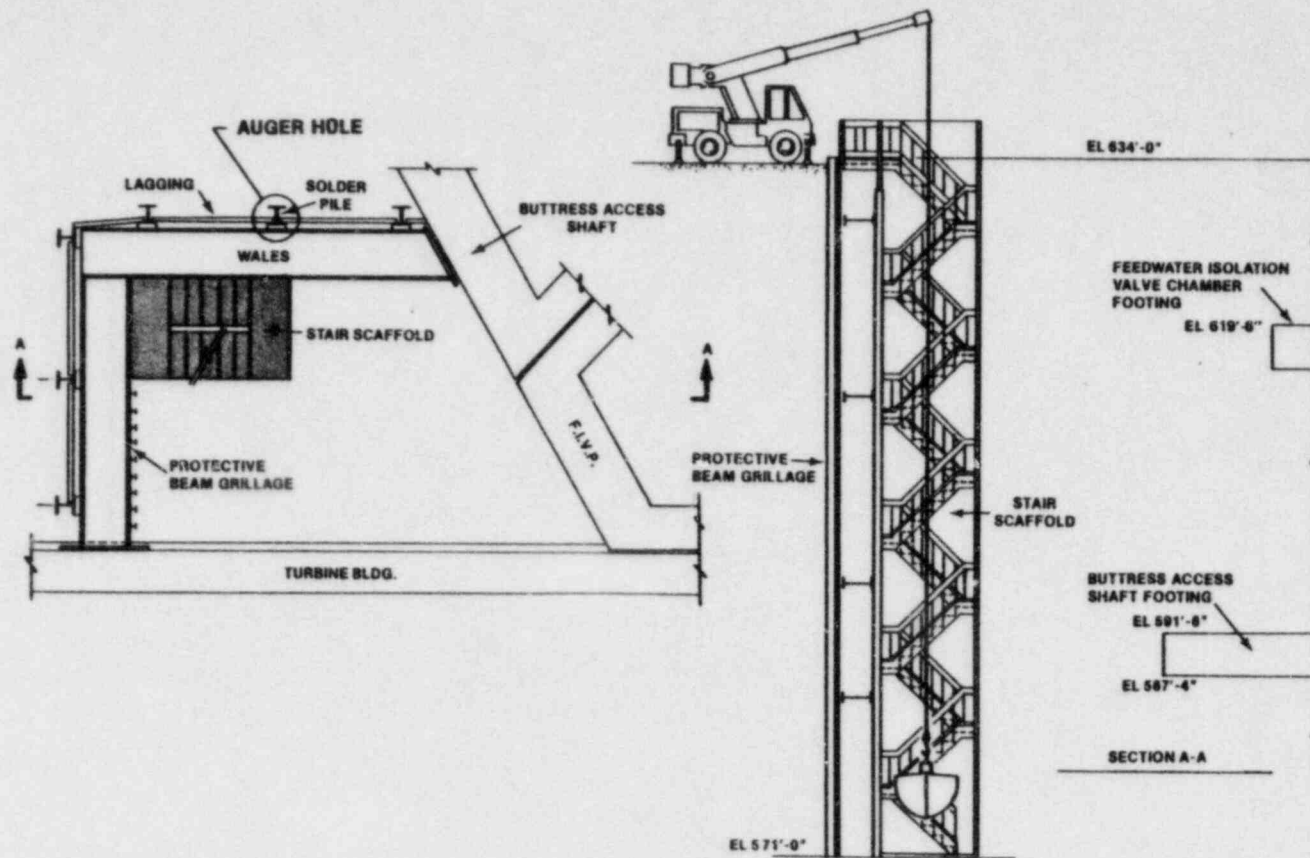 AUGER HOLE
LAGGING
SOLDER
PILE
BUTTRESS ACCESS
SHAFT
WALES
STAIR SCAFFOLD
A
A
F.I.V.P.
PROTECTIVE
BEAM GRILLAGE
TURBINE BLDG.
EL 634'-0"
FEEDWATER ISOLATION
VALVE CHAMBER
FOOTING
EL 619'-6"
PROTECTIVE
BEAM GRILLAGE
STAIR
SCAFFOLD
BUTTRESS ACCESS
SHAFT FOOTING
EL 591'-6"
EL 587'-4"
SECTION A-A
EL 571'-0"